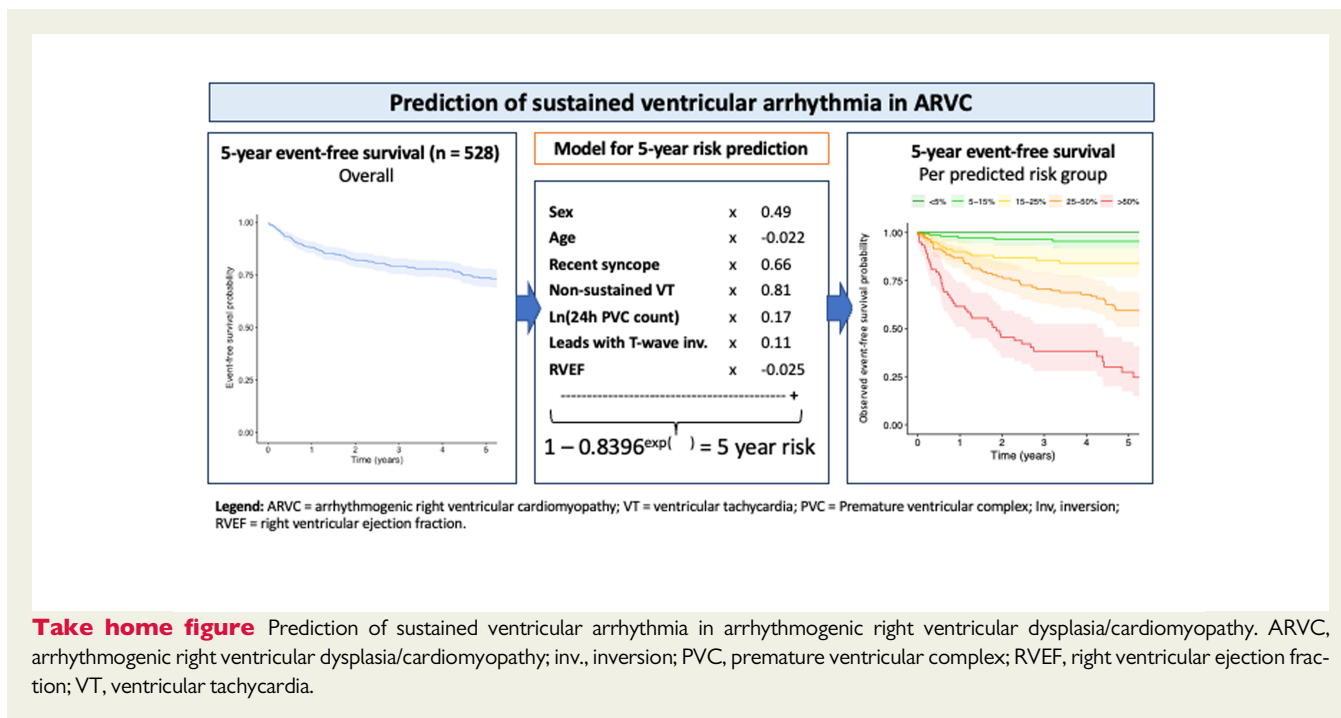 Prediction of sustained ventricular arrhythmia in ARVC
5-year event-free survival (n = 528)
Overall
Event-free survival probability
1.00
0.75
0.50
0.25
0.00
0 1 2 3 4 5
Time (years)
Model for 5-year risk prediction
Sex x 0.49
Age x -0.022
Recent syncope x 0.66
Non-sustained VT x 0.81
Ln(24h PVC count) x 0.17
Leads with T-wave inv. x 0.11
RVEF x -0.025
------------------------------------------- +
1 – 0.8396^exp( ) = 5 year risk
5-year event-free survival
Per predicted risk group
<5% 5-15% 15-25% 25-50% >50%
Observed event-free survival probability
1.00
0.75
0.50
0.25
0.00
0 1 2 3 4 5
Time (years)
Legend: ARVC = arrhythmogenic right ventricular cardiomyopathy; VT = ventricular tachycardia; PVC = Premature ventricular complex; Inv, inversion;
RVEF = right ventricular ejection fraction.
Take home figure Prediction of sustained ventricular arrhythmia in arrhythmogenic right ventricular dysplasia/cardiomyopathy. ARVC,
arrhythmogenic right ventricular dysplasia/cardiomyopathy; inv., inversion; PVC, premature ventricular complex; RVEF, right ventricular ejection frac-
tion; VT, ventricular tachycardia.